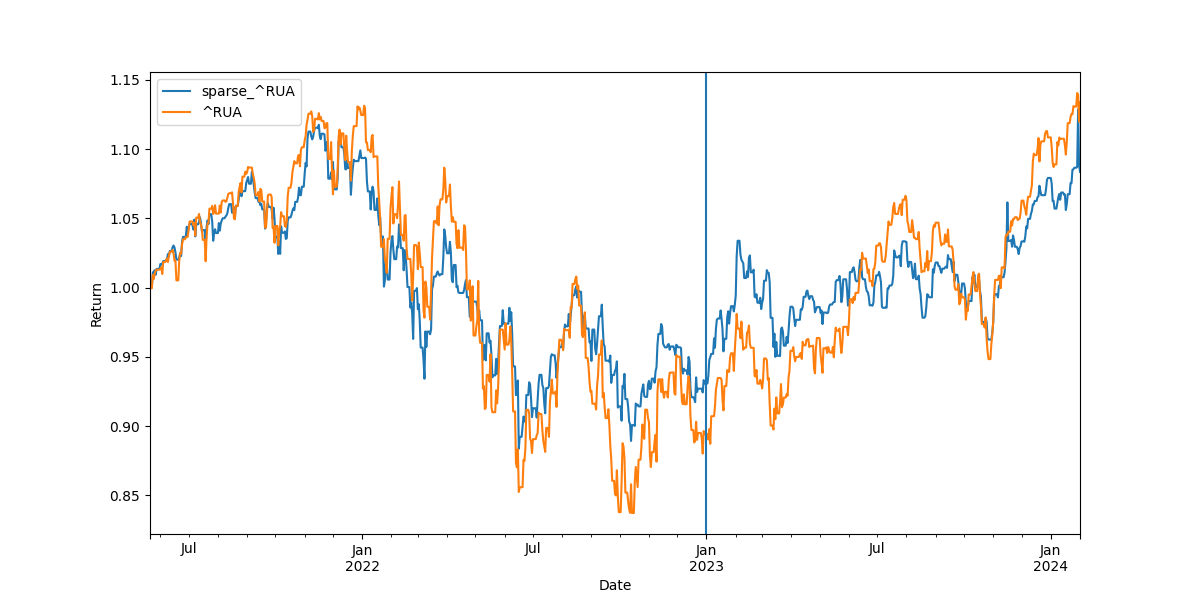 sparse_^RUA
^RUA
1.15
1.10
1.05
1.00
0.95
0.90
0.85
Return
Jul
Jan
2022
Jul
Jan
2023
Jul
Jan
2024
Date